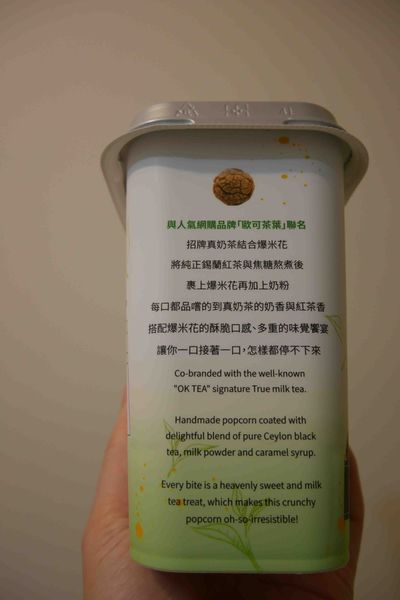 與人氣網購品牌「歐可茶葉」聯名
招牌真奶茶結合爆米花
將純正錫蘭紅茶與焦糖熬煮後
裹上爆米花再加上奶粉
每口都品嚐的到真奶茶的奶香與紅茶香
搭配爆米花的酥脆口感、多重的味覺饗宴
讓你一口接著一口，怎樣都停不下來
Co-branded with the well-known
"OK TEA" signature True milk tea.
Handmade popcorn coated with
delightful blend of pure Ceylon black
tea, milk powder and caramel syrup.
Every bite is a heavenly sweet and milk
tea treat, which makes this crunchy
popcorn oh-so-irresistible!